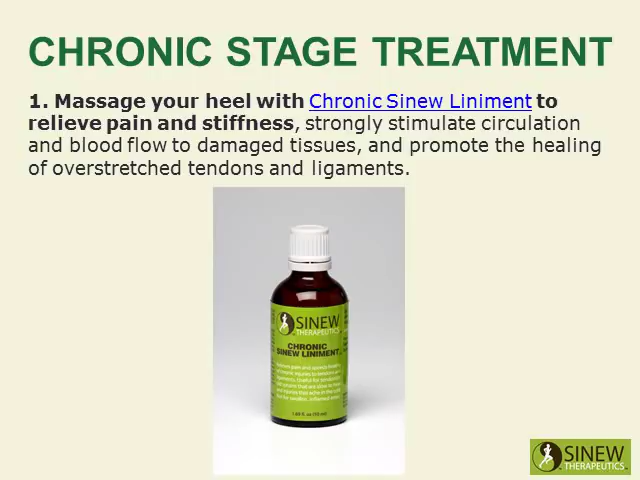 CHRONIC STAGE TREATMENT
1. Massage your heel with Chronic Sinew Liniment to
relieve pain and stiffness, strongly stimulate circulation
and blood flow to damaged tissues, and promote the healing
of overstretched tendons and ligaments.
SINEW
THERAPEUTICS
CHRONIC
SINEW LINIMENT
SINEW
THERAPEUTICS